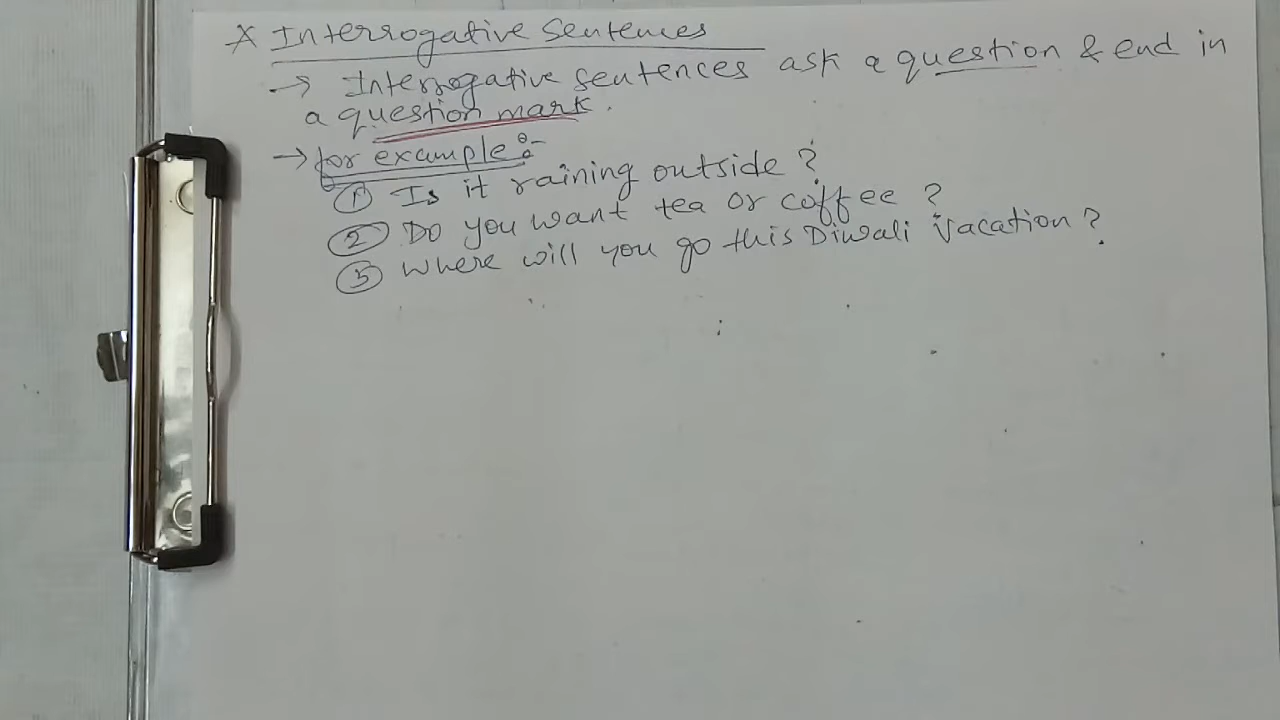 * Interrogative Sentences
→ Interrogative sentences ask a question & end in
a question mark.
→ for example :-
① Is it raining outside ?
② Do you want tea or coffee ?
③ Where will you go this Diwali vacation ?